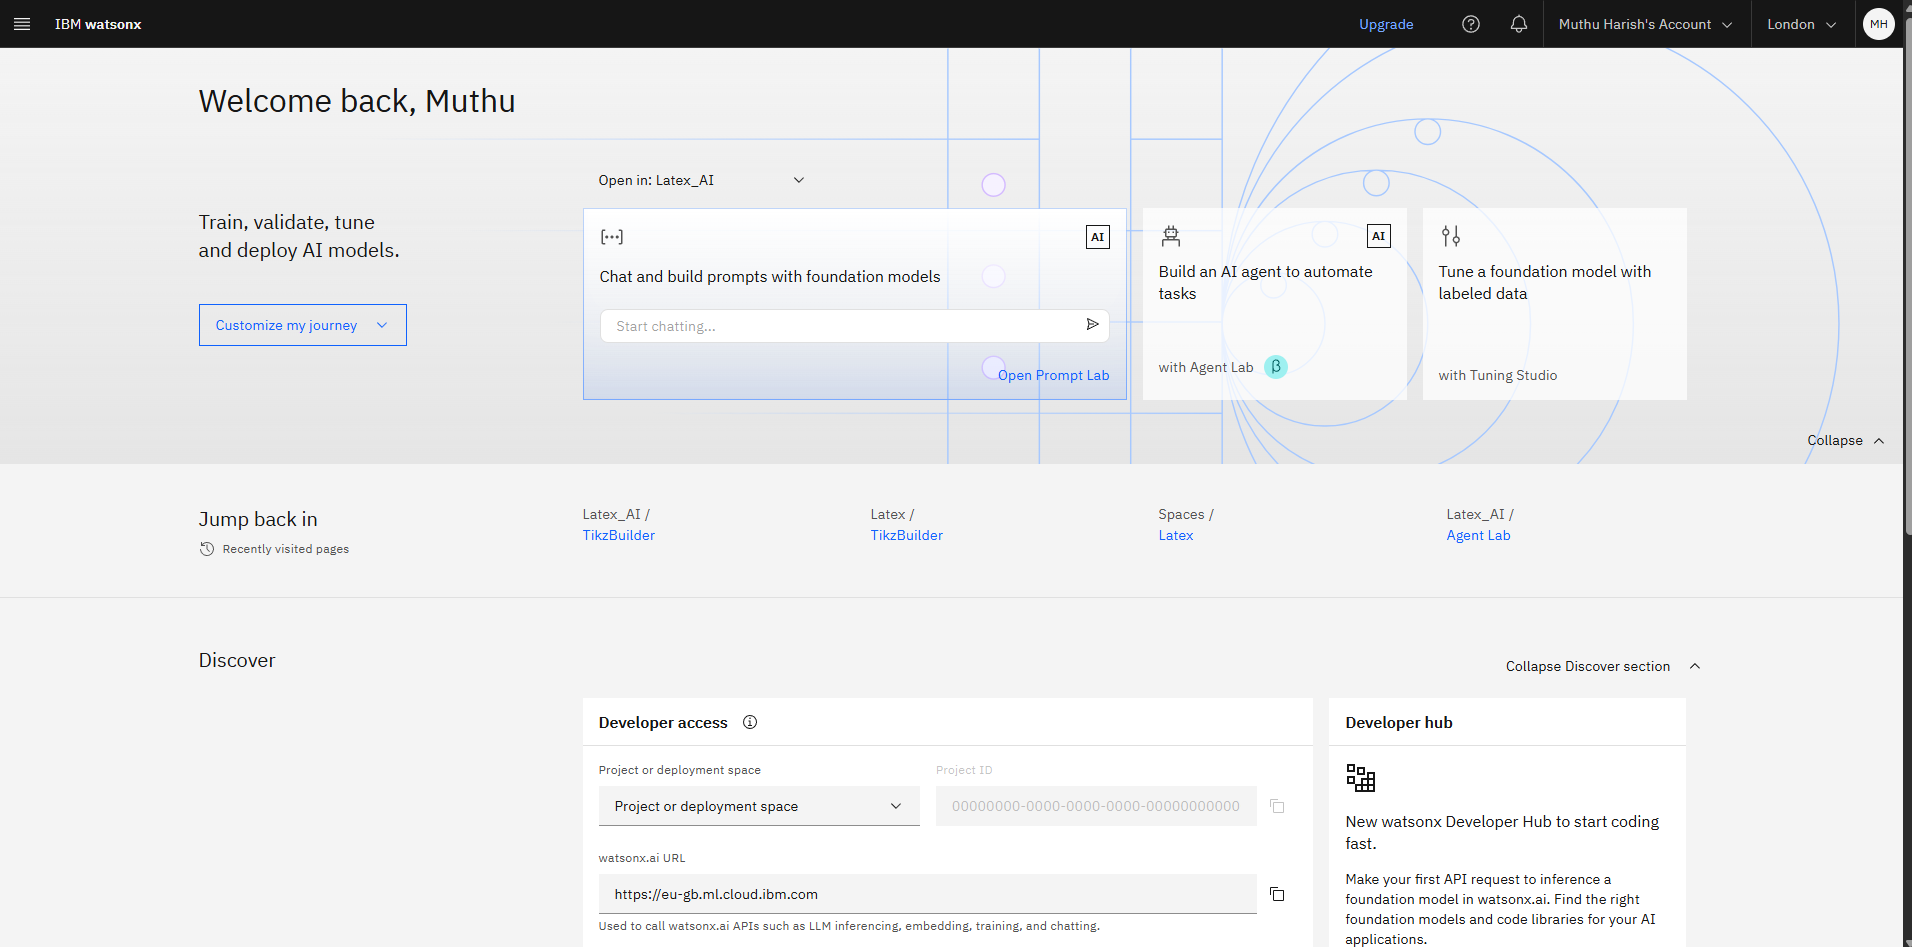 IBM watsonx
Upgrade
Muthu Harish's Account
London
MH
Welcome back, Muthu
Train, validate, tune
and deploy AI models.
Customize my journey
Open in: Latex_AI
AI
Chat and build prompts with foundation models
Start chatting...
Open Prompt Lab
AI
Build an AI agent to automate
tasks
with Agent Lab β
Tune a foundation model with
labeled data
with Tuning Studio
Collapse
Jump back in
Recently visited pages
Latex_AI /
TikzBuilder
Latex /
TikzBuilder
Spaces /
Latex
Latex_AI /
Agent Lab
Discover
Collapse Discover section
Developer access
Project or deployment space
Project or deployment space
Project ID
00000000-0000-0000-0000-00000000000
watsonx.ai URL
https://eu-gb.ml.cloud.ibm.com
Used to call watsonx.ai APIs such as LLM inferencing, embedding, training, and chatting.
Developer hub
New watsonx Developer Hub to start coding
fast.
Make your first API request to inference a
foundation model in watsonx.ai. Find the right
foundation models and code libraries for your AI
applications.